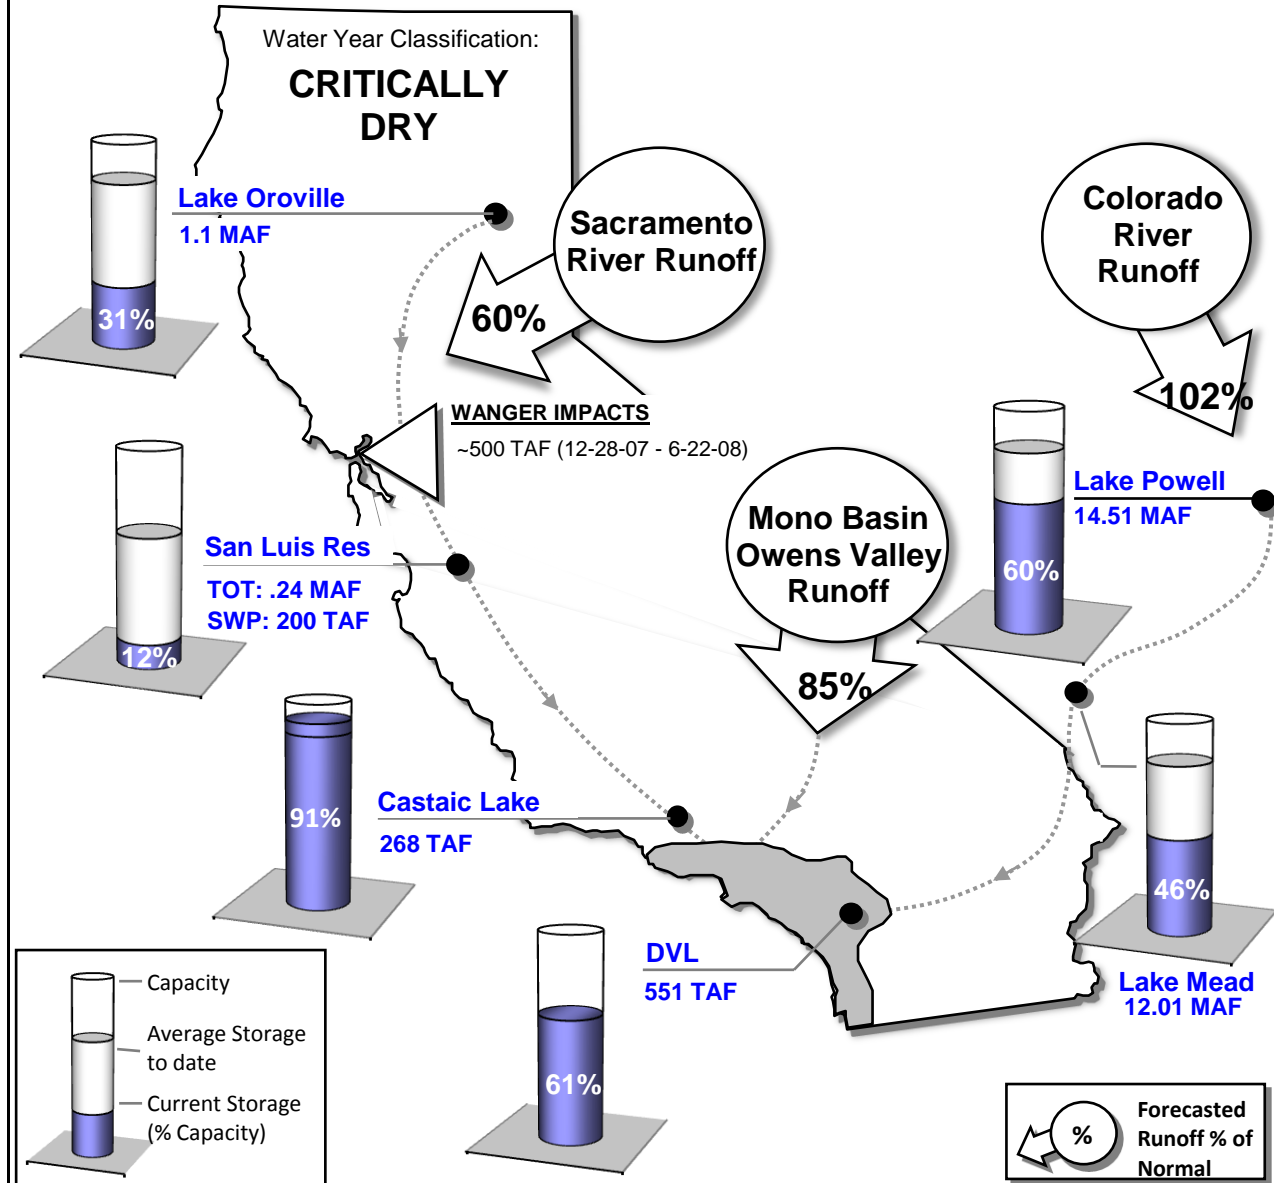 Water Year Classification:
CRITICALLY
DRY
Lake Oroville
1.1 MAF
31%
Sacramento
River Runoff
60%
Colorado
River
Runoff
102%
WANGER IMPACTS
~500 TAF (12-28-07 - 6-22-08)
San Luis Res
TOT: .24 MAF
SWP: 200 TAF
12%
Mono Basin
Owens Valley
Runoff
85%
Lake Powell
14.51 MAF
60%
Castaic Lake
268 TAF
91%
46%
Lake Mead
12.01 MAF
DVL
551 TAF
61%
Capacity
Average Storage
to date
Current Storage
(% Capacity)
%
Forecasted
Runoff % of
Normal